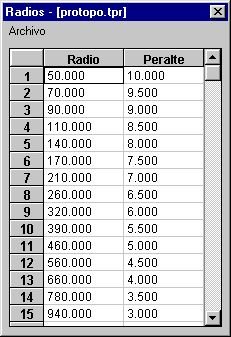 Radios - [protopo.tpr]
Archivo
Radio Peralte
1 50.000 10.000
2 70.000 9.500
3 90.000 9.000
4 110.000 8.500
5 140.000 8.000
6 170.000 7.500
7 210.000 7.000
8 260.000 6.500
9 320.000 6.000
10 390.000 5.500
11 460.000 5.000
12 560.000 4.500
13 660.000 4.000
14 780.000 3.500
15 940.000 3.000